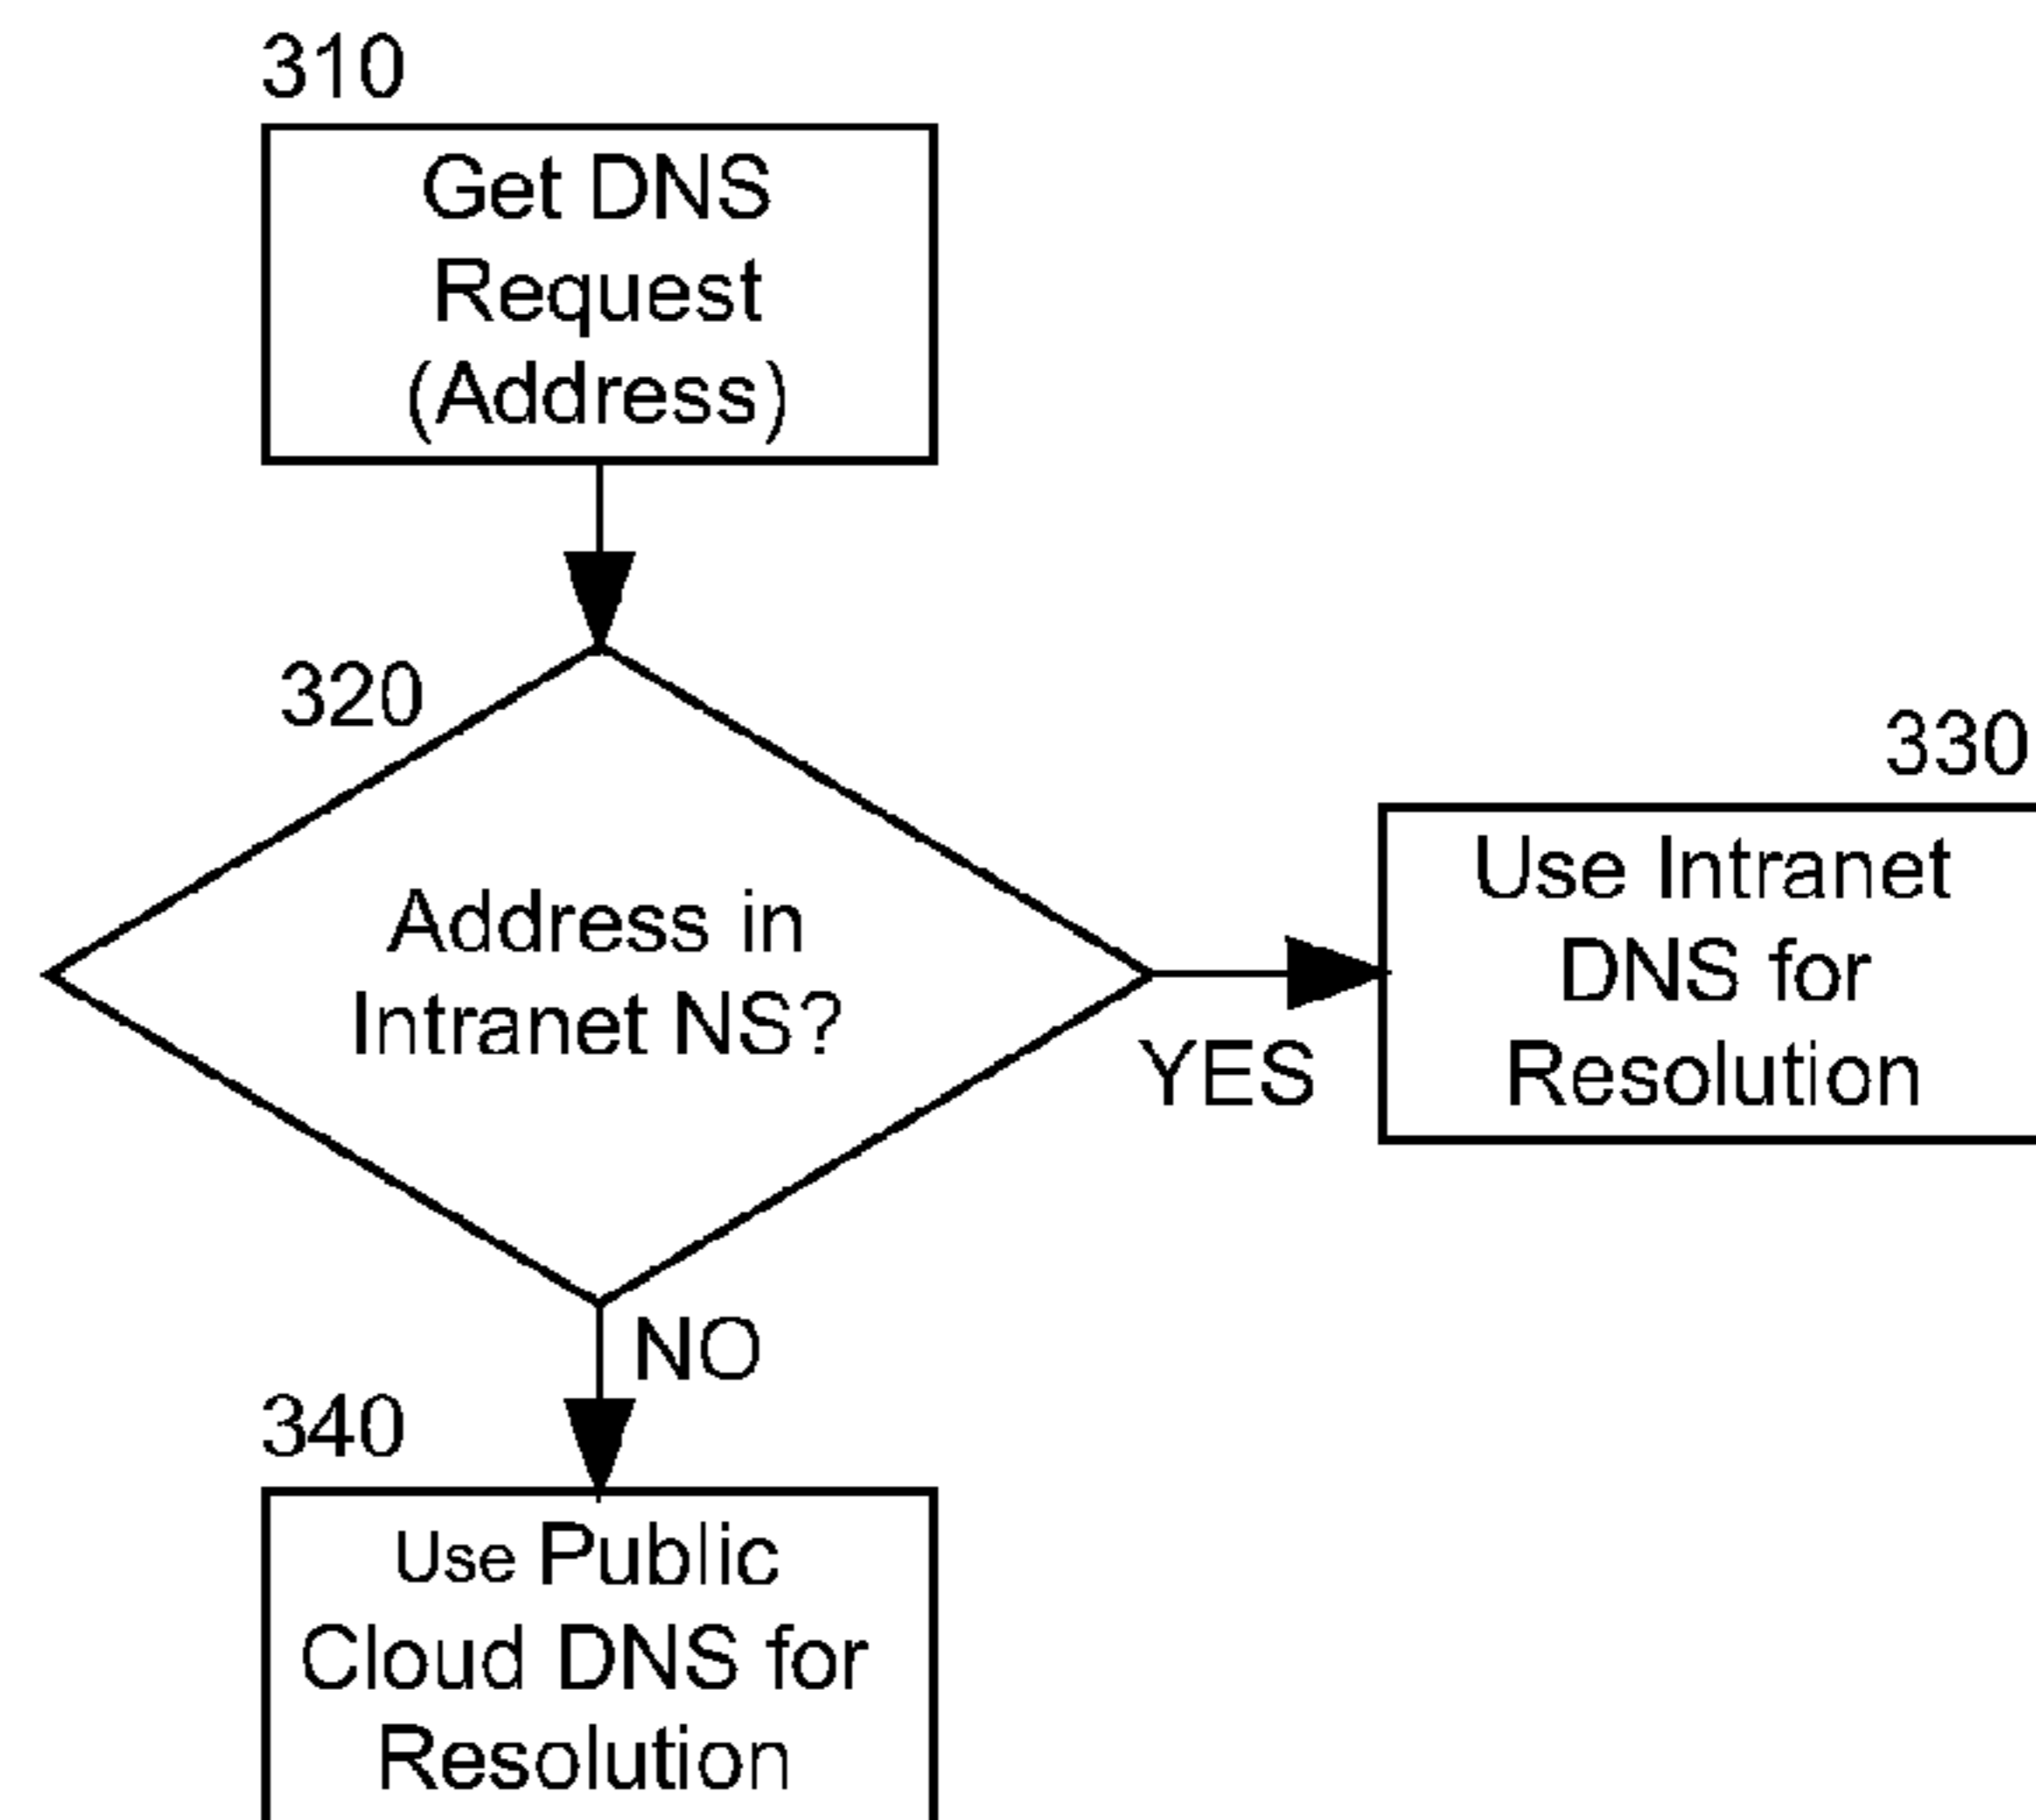 310
Get DNS
Request
(Address)
320
Address in
Intranet NS?
YES
330
Use Intranet
DNS for
Resolution
NO
340
Use Public
Cloud DNS for
Resolution